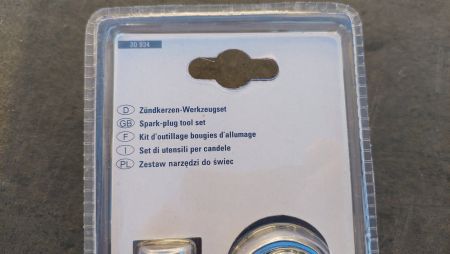 80 934
D Zündkerzen-Werkzeugset
GB Spark-plug tool set
F Kit d'outillage bougies d'allumage
I Set di utensili per candele
PL Zestaw narzędzi do świec